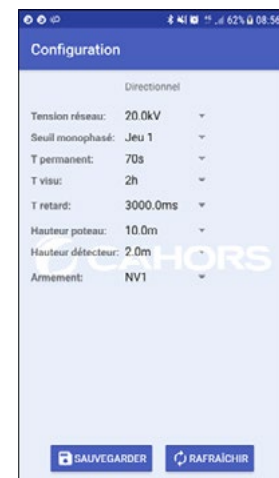 62% 08:56
Configuration
Directionnel
Tension réseau: 20.0kV
Seuil monophasé: Jeu 1
T permanent: 70s
T visu: 2h
T retard: 3000.0ms
Hauteur poteau: 10.0m
Hauteur détecteur: 2.0m
CAHORS
Armement: NV1
SAUVEGARDER RAFRAÎCHIR